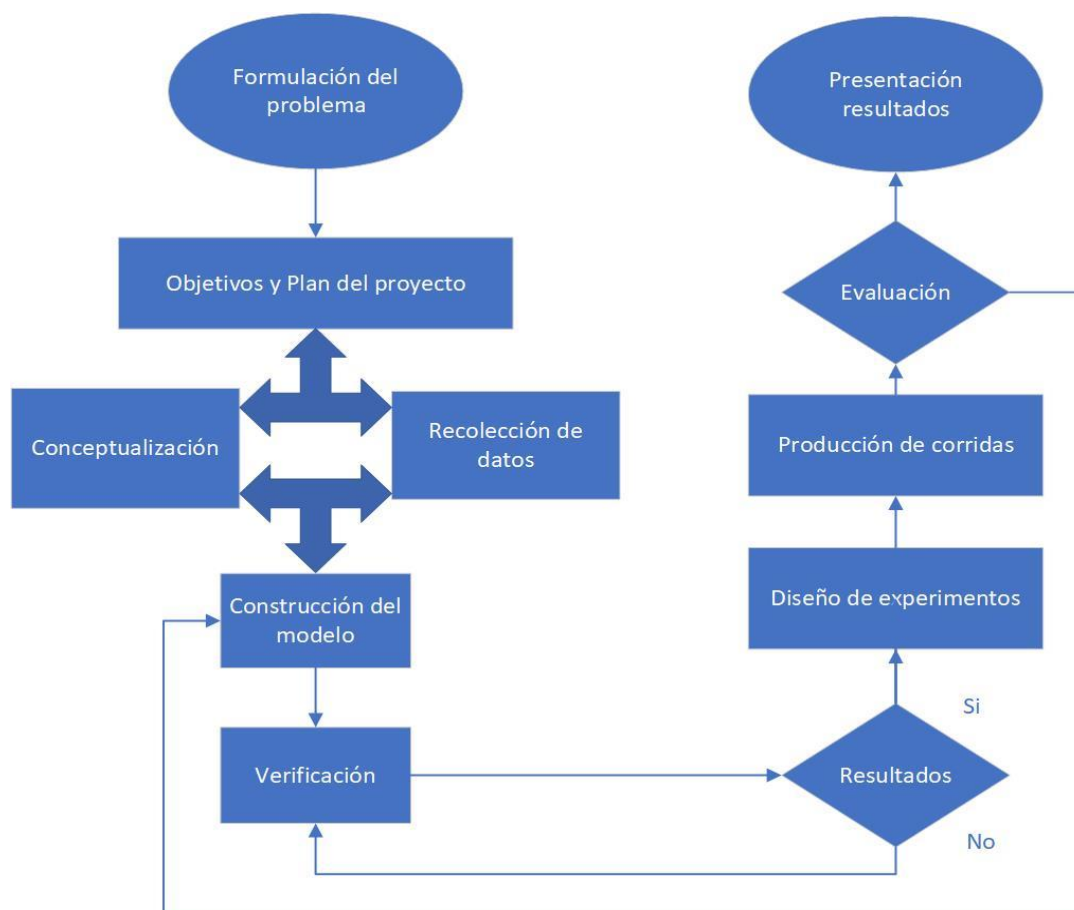 Formulación del
problema
Objetivos y Plan del proyecto
Conceptualización
Recolección de
datos
Construcción del
modelo
Verificación
Resultados
Si
No
Diseño de experimentos
Producción de corridas
Evaluación
Presentación
resultados